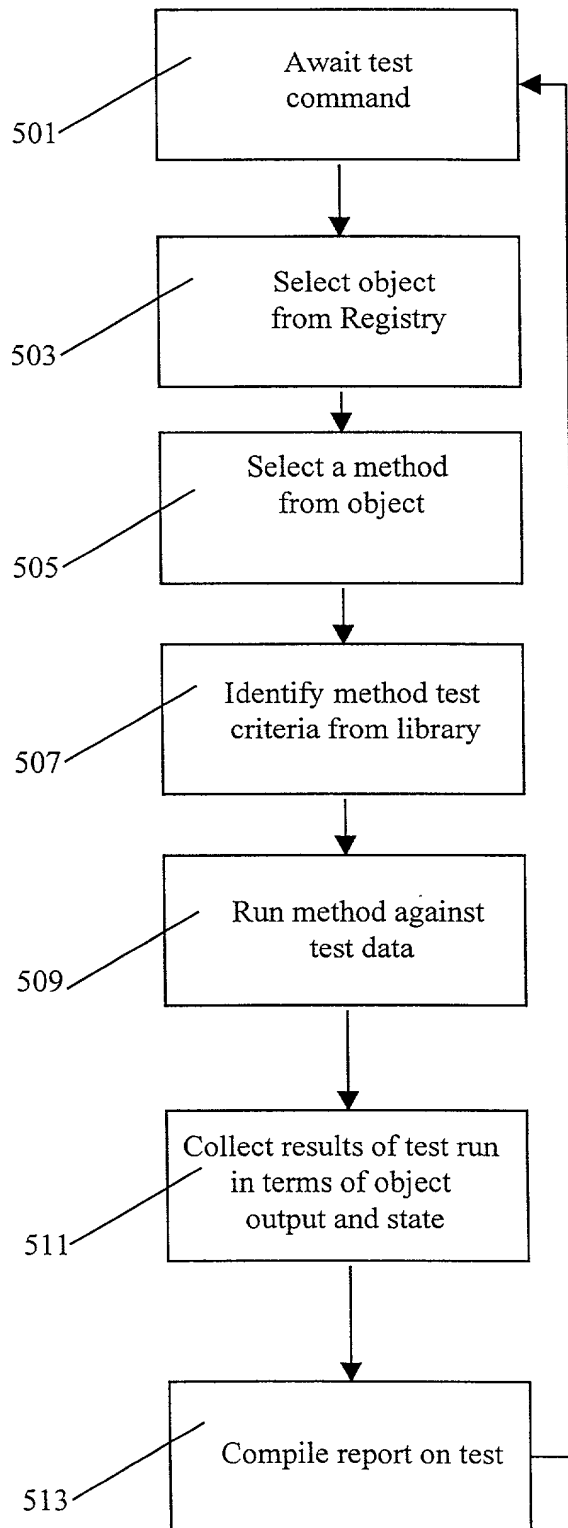 Await test
command
501
Select object
from Registry
503
Select a method
from object
505
Identify method test
criteria from library
507
Run method against
test data
509
Collect results of test run
in terms of object
output and state
511
Compile report on test
513